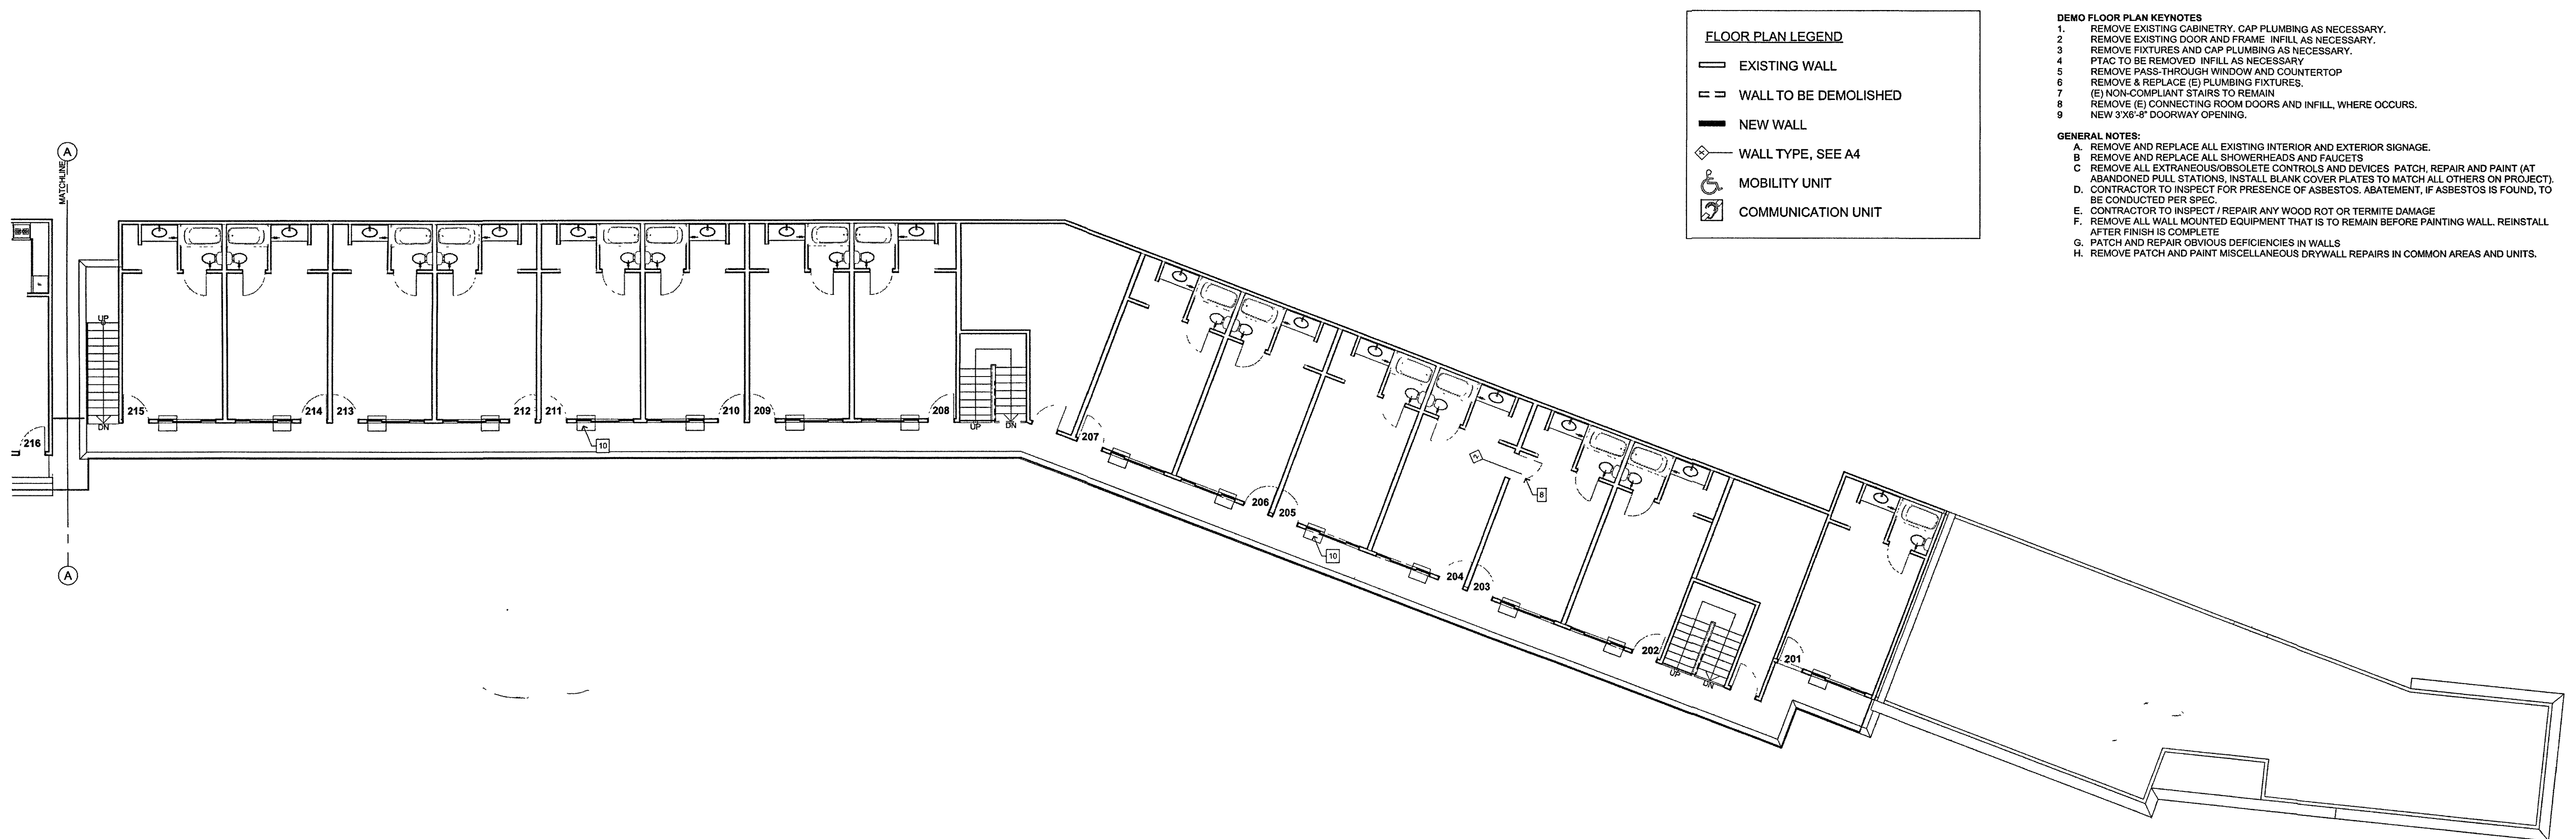 FLOOR PLAN LEGEND
EXISTING WALL
WALL TO BE DEMOLISHED
NEW WALL
X WALL TYPE, SEE A4
MOBILITY UNIT
COMMUNICATION UNIT
DEMO FLOOR PLAN KEYNOTES
1. REMOVE EXISTING CABINETRY. CAP PLUMBING AS NECESSARY.
2 REMOVE EXISTING DOOR AND FRAME INFILL AS NECESSARY.
3 REMOVE FIXTURES AND CAP PLUMBING AS NECESSARY.
4 PTAC TO BE REMOVED INFILL AS NECESSARY
5 REMOVE PASS-THROUGH WINDOW AND COUNTERTOP
6 REMOVE & REPLACE (E) PLUMBING FIXTURES.
7 (E) NON-COMPLIANT STAIRS TO REMAIN
8 REMOVE (E) CONNECTING ROOM DOORS AND INFILL, WHERE OCCURS.
9 NEW 3'X6'-8" DOORWAY OPENING.
GENERAL NOTES:
A. REMOVE AND REPLACE ALL EXISTING INTERIOR AND EXTERIOR SIGNAGE.
B REMOVE AND REPLACE ALL SHOWERHEADS AND FAUCETS
C REMOVE ALL EXTRANEOUS/OBSOLETE CONTROLS AND DEVICES PATCH, REPAIR AND PAINT (AT
ABANDONED PULL STATIONS, INSTALL BLANK COVER PLATES TO MATCH ALL OTHERS ON PROJECT).
D. CONTRACTOR TO INSPECT FOR PRESENCE OF ASBESTOS. ABATEMENT, IF ASBESTOS IS FOUND, TO
BE CONDUCTED PER SPEC.
E. CONTRACTOR TO INSPECT / REPAIR ANY WOOD ROT OR TERMITE DAMAGE
F. REMOVE ALL WALL MOUNTED EQUIPMENT THAT IS TO REMAIN BEFORE PAINTING WALL. REINSTALL
AFTER FINISH IS COMPLETE
G. PATCH AND REPAIR OBVIOUS DEFICIENCIES IN WALLS
H. REMOVE PATCH AND PAINT MISCELLANEOUS DRYWALL REPAIRS IN COMMON AREAS AND UNITS.
A
MATCHLINE
UP
215
214
213
212
211
210
209
208
DN
UP
DN
216
10
207
2
8
206
205
10
204
203
202
201
UP
DN
A